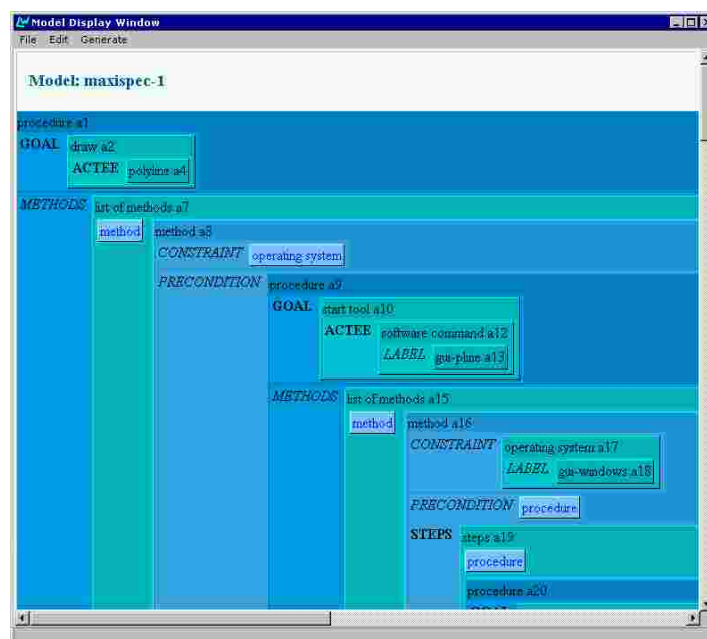 Model Display Window
File Edit Generate
Model: maxispec-1
procedure a1
GOAL draw a2
ACTEE polyline a4
METHODS list of methods a7
method method a8
CONSTRAINT operating system
PRECONDITION procedure a9
GOAL start tool a10
ACTEE software command a12
LABEL gui-pline a13
METHODS list of methods a15
method method a16
CONSTRAINT operating system a17
LABEL gui-windows a18
PRECONDITION procedure
STEPS steps a19
procedure
procedure a20